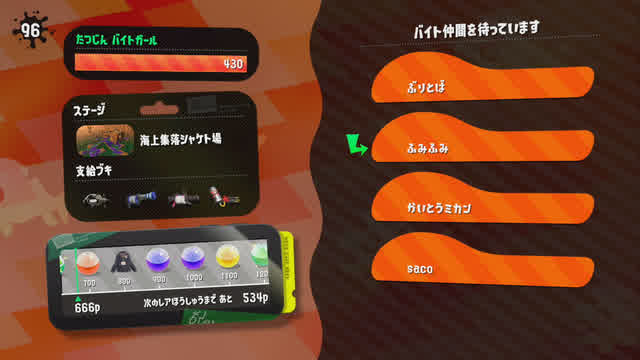 96
たつじん バイトガール
430
ステージ
海上集落シャケト場
支給ブキ
700 800 900 1000 1100
666p 次のレアほうしゅうまで あと 534p
バイト仲間を待っています
ぶりとぼ
ふみふみ
かいとうミカン
saco